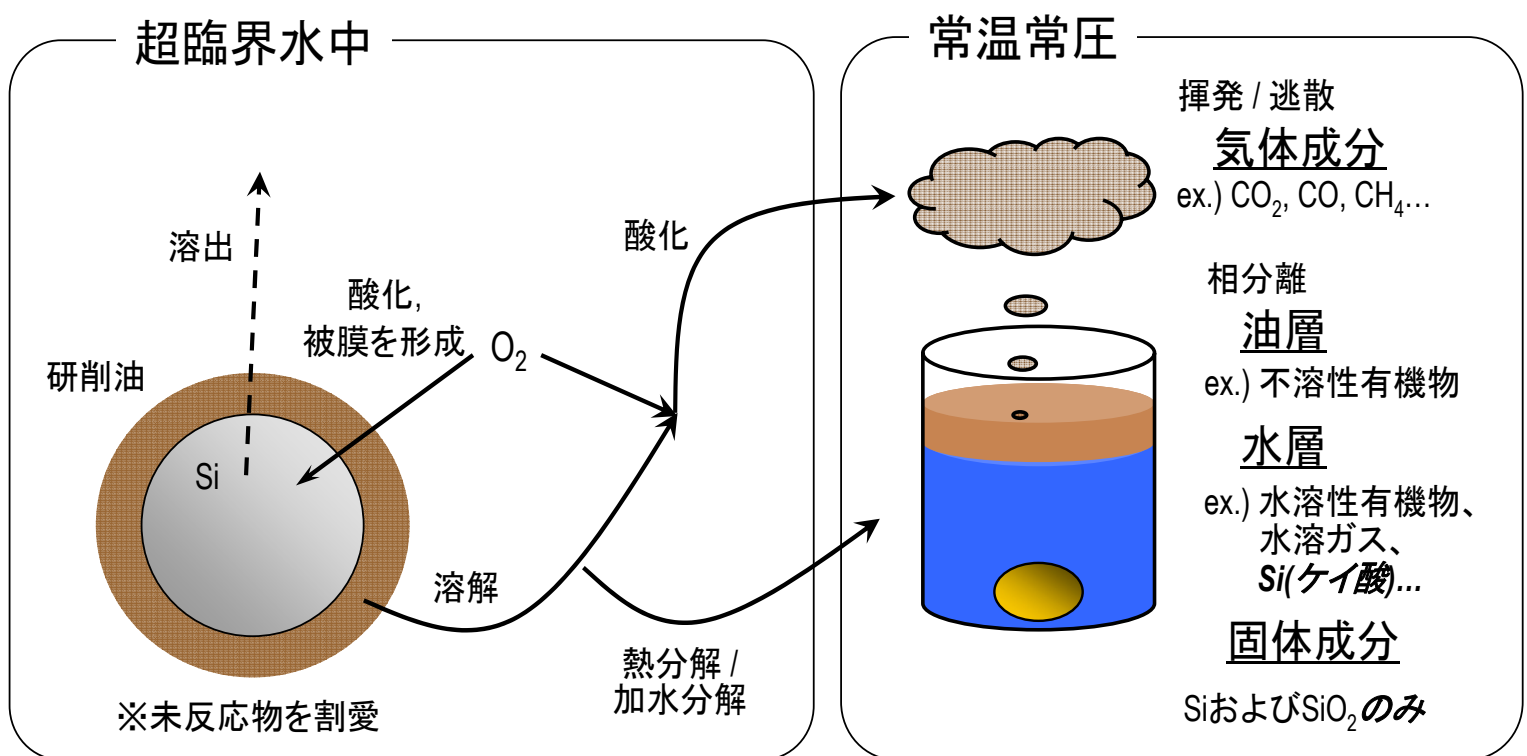 超臨界水中
溶出
酸化,
被膜を形成
O₂
研削油
Si
酸化
溶解
熱分解 /
加水分解
※未反応物を割愛
常温常圧
揮発 / 逃散
気体成分
ex.) CO₂, CO, CH₄…
相分離
油層
ex.) 不溶性有機物
水層
ex.) 水溶性有機物、
水溶ガス、
Si(ケイ酸)…
固体成分
SiおよびSiO₂のみ